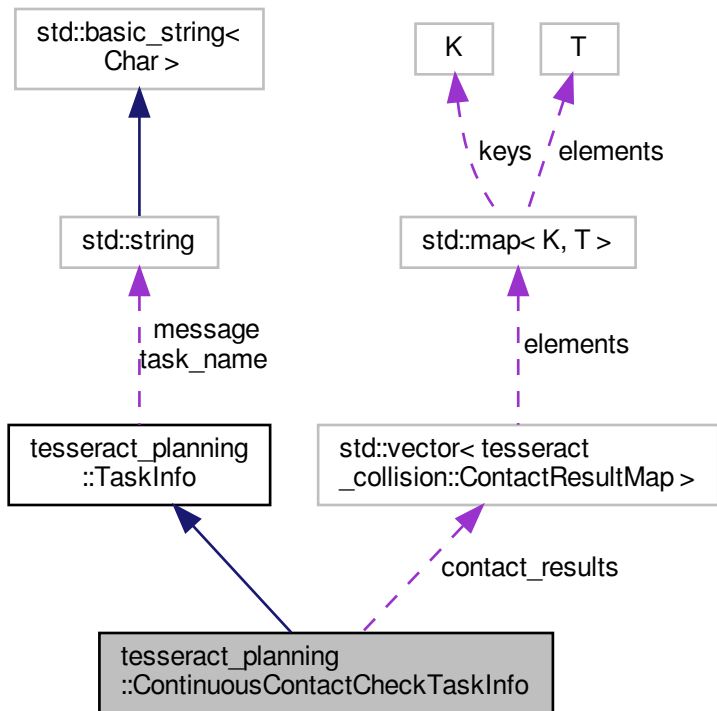 std::basic_string<
Char >
K
T
keys
elements
std::string
std::map< K, T >
message
task_name
elements
tesseract_planning
::TaskInfo
std::vector< tesseract
_collision::ContactResultMap >
contact_results
tesseract_planning
::ContinuousContactCheckTaskInfo